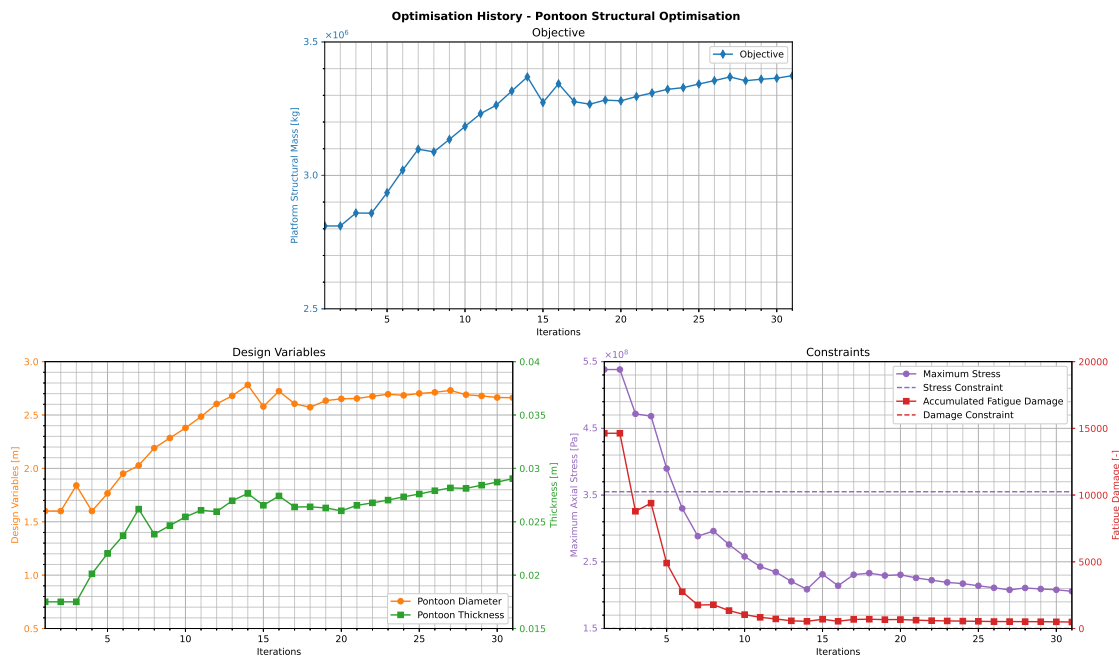 Optimisation History - Pontoon Structural Optimisation
Objective
×10⁶
3.5
3.0
2.5
Platform Structural Mass [kg]
Objective
5 10 15 20 25 30
Iterations
Design Variables
3.0
2.5
2.0
1.5
1.0
0.5
Design Variables [m]
0.04
0.035
0.03
0.025
0.02
0.015
Thickness [m]
Pontoon Diameter
Pontoon Thickness
5 10 15 20 25 30
Iterations
Constraints
×10⁸
5.5
4.5
3.5
2.5
1.5
Maximum Axial Stress [Pa]
20000
15000
10000
5000
0
Fatigue Damage [-]
Maximum Stress
Stress Constraint
Accumulated Fatigue Damage
Damage Constraint
5 10 15 20 25 30
Iterations